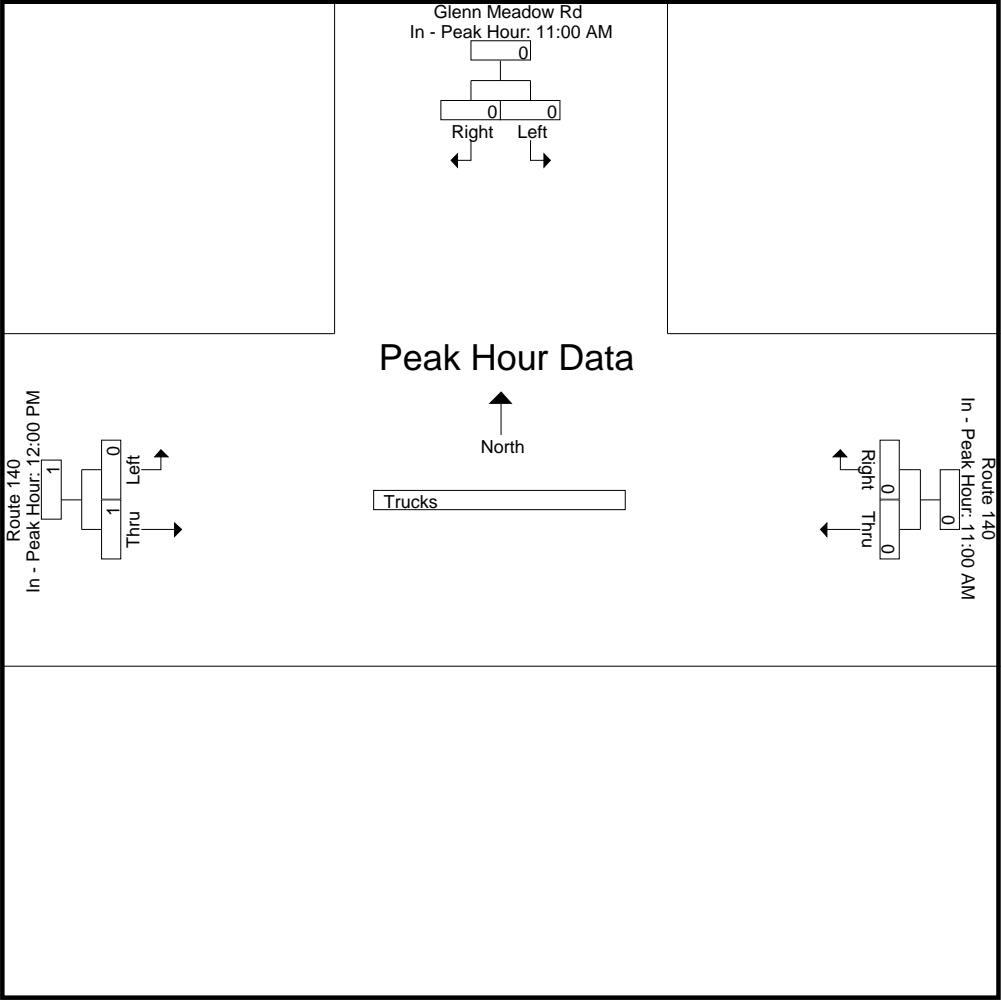 Glenn Meadow Rd
In - Peak Hour: 11:00 AM
0
0 0
Right Left
Peak Hour Data
North
Trucks
Route 140
In - Peak Hour: 12:00 PM
1
0 1
Left Thru
Route 140
In - Peak Hour: 11:00 AM
0
0 0
Right Thru